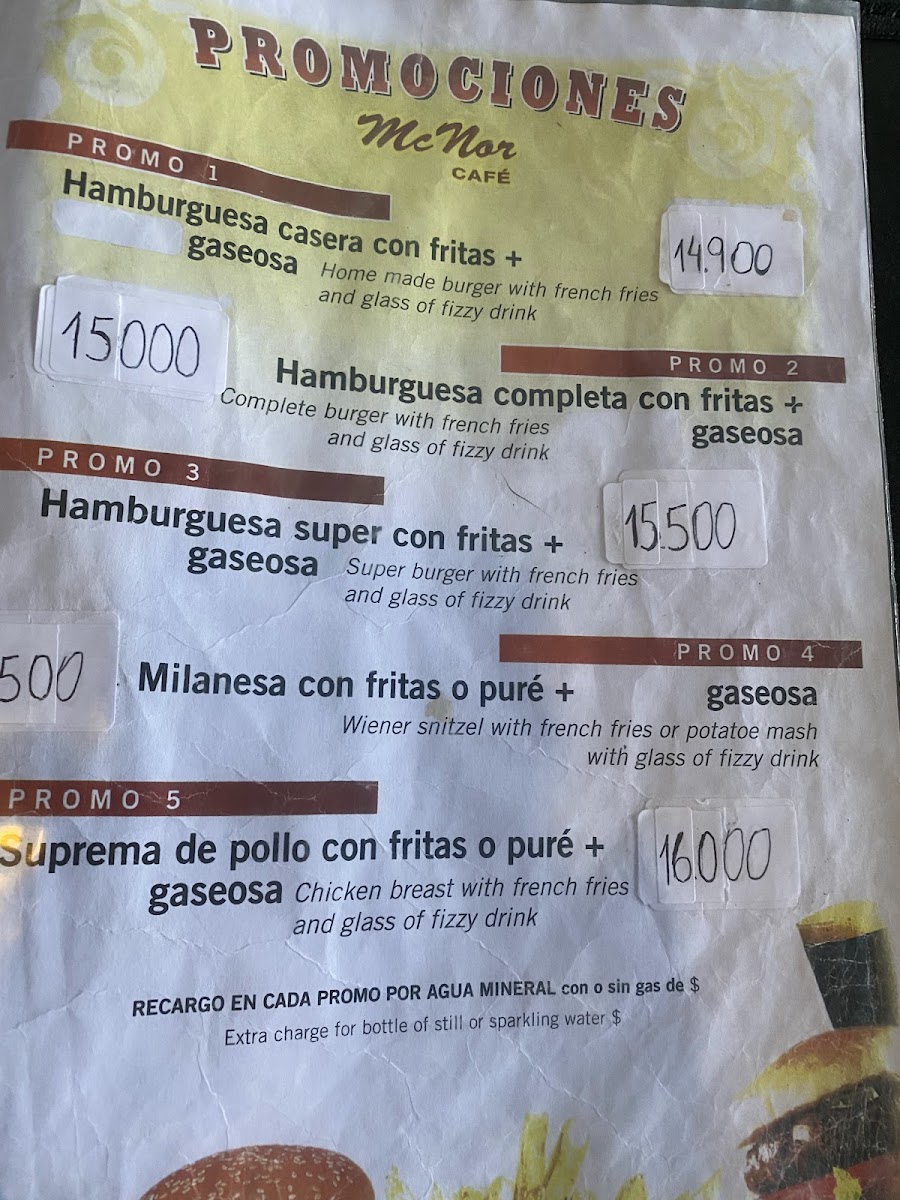 PROMOCIONES
McNor
CAFÉ
PROMO 1
Hamburguesa casera con fritas +
gaseosa Home made burger with french fries
and glass of fizzy drink
14.900
PROMO 2
15000
Hamburguesa completa con fritas +
gaseosa
Complete burger with french fries
and glass of fizzy drink
PROMO 3
Hamburguesa super con fritas +
gaseosa Super burger with french fries
and glass of fizzy drink
15.500
PROMO 4
500
Milanesa con fritas o puré + gaseosa
Wiener snitzel with french fries or potatoe mash
with glass of fizzy drink
PROMO 5
Suprema de pollo con fritas o puré +
gaseosa Chicken breast with french fries
and glass of fizzy drink
16.000
RECARGO EN CADA PROMO POR AGUA MINERAL con o sin gas de $
Extra charge for bottle of still or sparkling water $